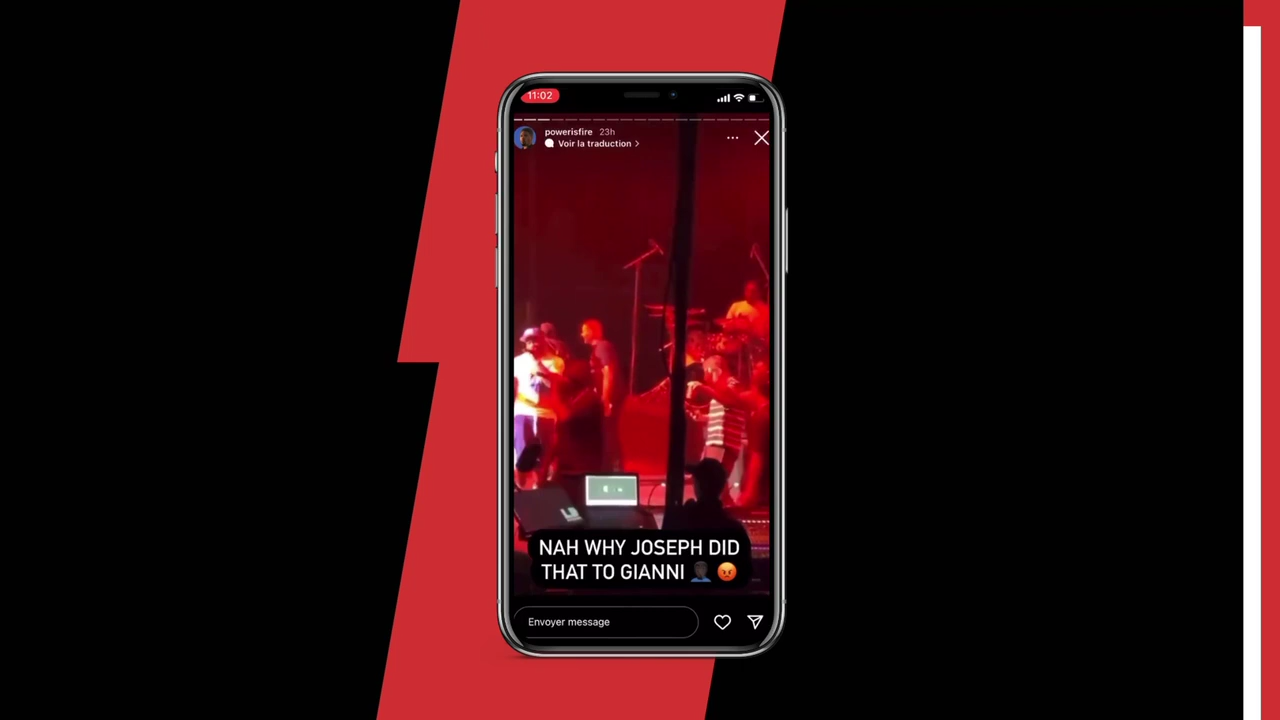 11:02
powerisfire 23h
Voir la traduction >
NAH WHY JOSEPH DID
THAT TO GIANNI 🤦🏿‍♂️ 😡
Envoyer message